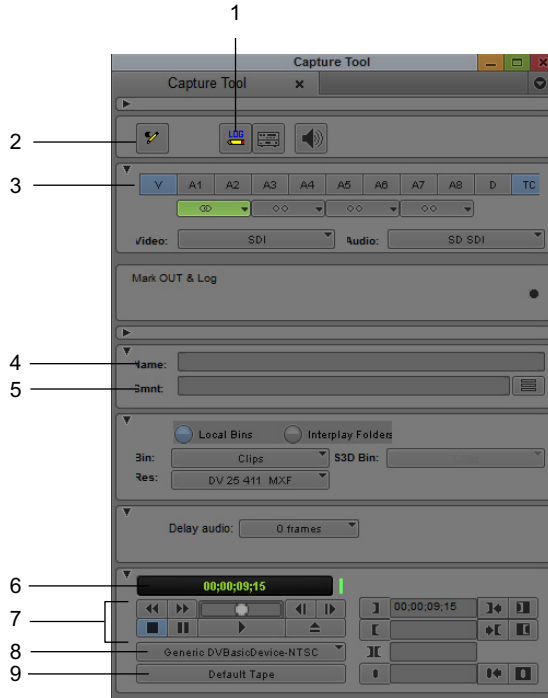 1
Capture Tool
Capture Tool
2
LOG
3
V A1 A2 A3 A4 A5 A6 A7 A8 D TC
Video: SDI Audio: SD SDI
Mark OUT & Log
4
Name:
5
Cmnt:
Local Bins Interplay Folders
Bin: Clips S3D Bin:
Res: DV 25 411 MXF
Delay audio: 0 frames
6
00;00;09;15
7
00;00;09;15
8
Generic DVBasicDevice-NTSC
9
Default Tape